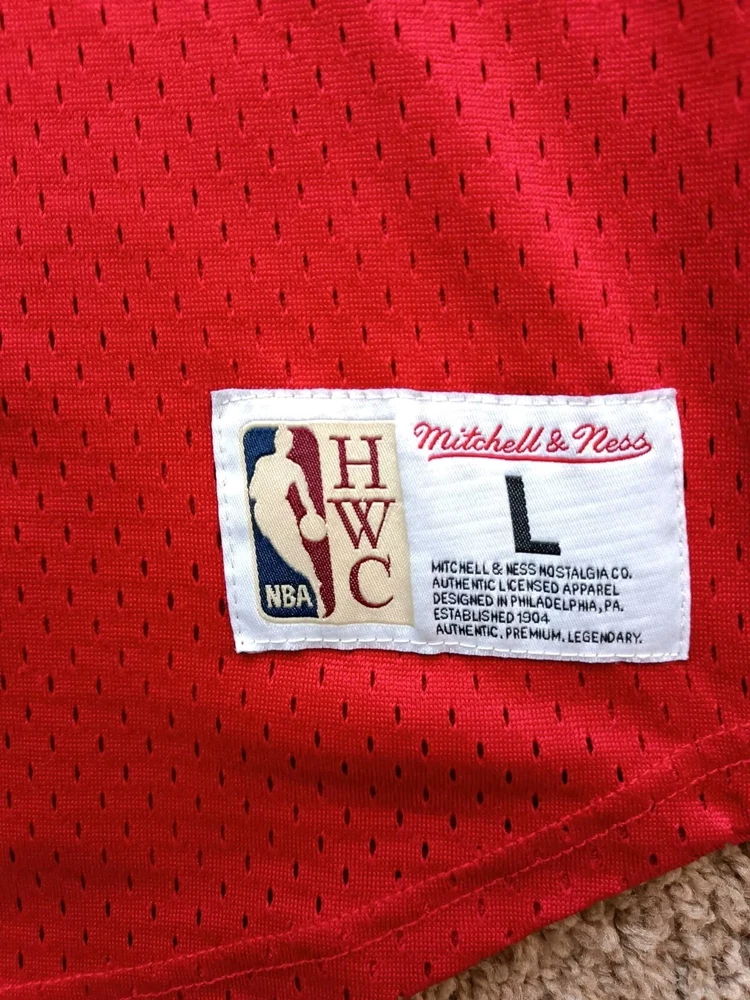 NBA
H
W
C
Mitchell & Ness
L
MITCHELL & NESS NOSTALGIA CO.
AUTHENTIC LICENSED APPAREL
DESIGNED IN PHILADELPHIA, PA.
ESTABLISHED 1904
AUTHENTIC. PREMIUM. LEGENDARY.